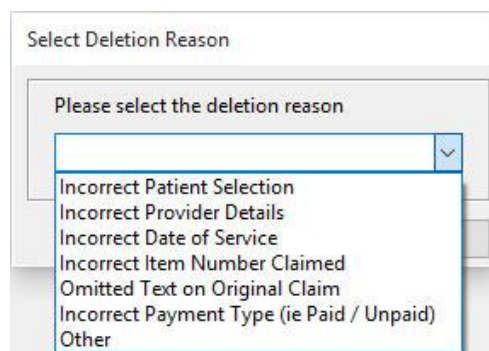 Select Deletion Reason
Please select the deletion reason
Incorrect Patient Selection
Incorrect Provider Details
Incorrect Date of Service
Incorrect Item Number Claimed
Omitted Text on Original Claim
Incorrect Payment Type (ie Paid / Unpaid)
Other